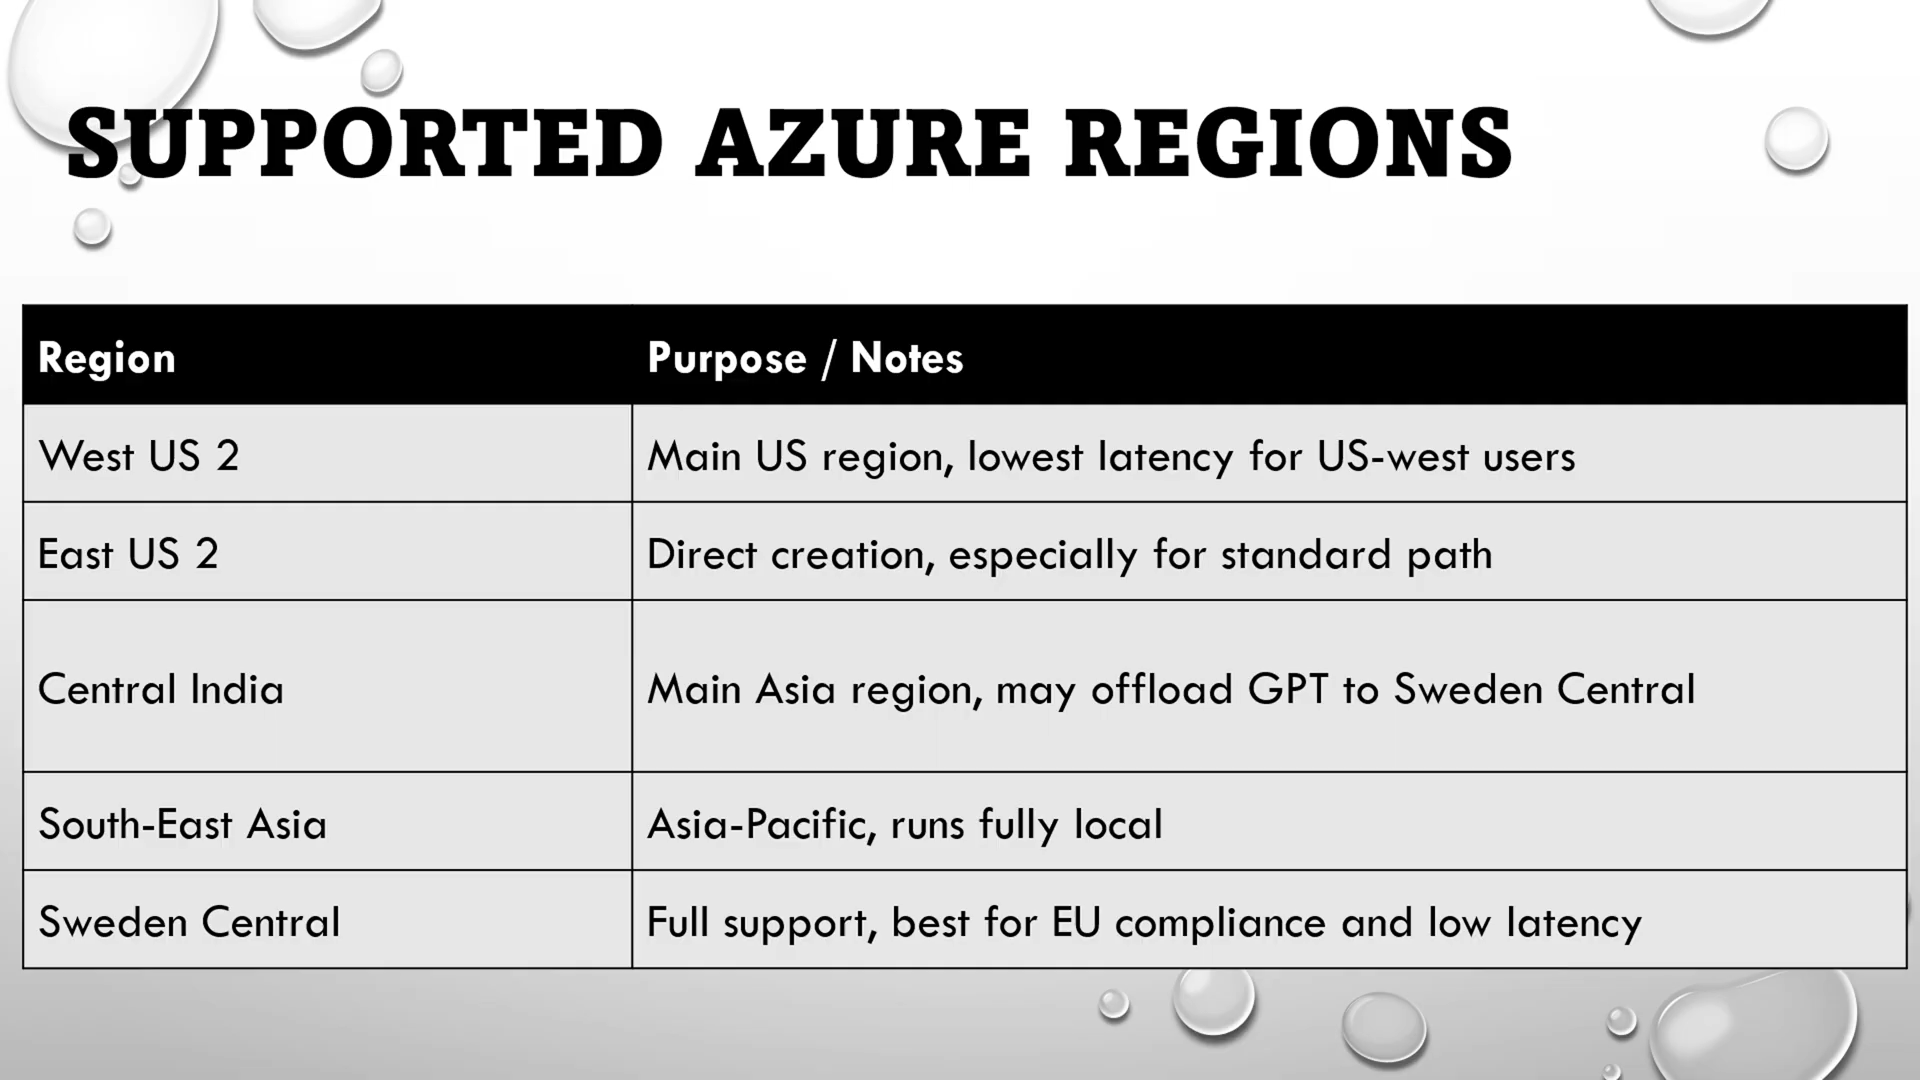 SUPPORTED AZURE REGIONS
Region Purpose / Notes
West US 2 Main US region, lowest latency for US-west users
East US 2 Direct creation, especially for standard path
Central India Main Asia region, may offload GPT to Sweden Central
South-East Asia Asia-Pacific, runs fully local
Sweden Central Full support, best for EU compliance and low latency